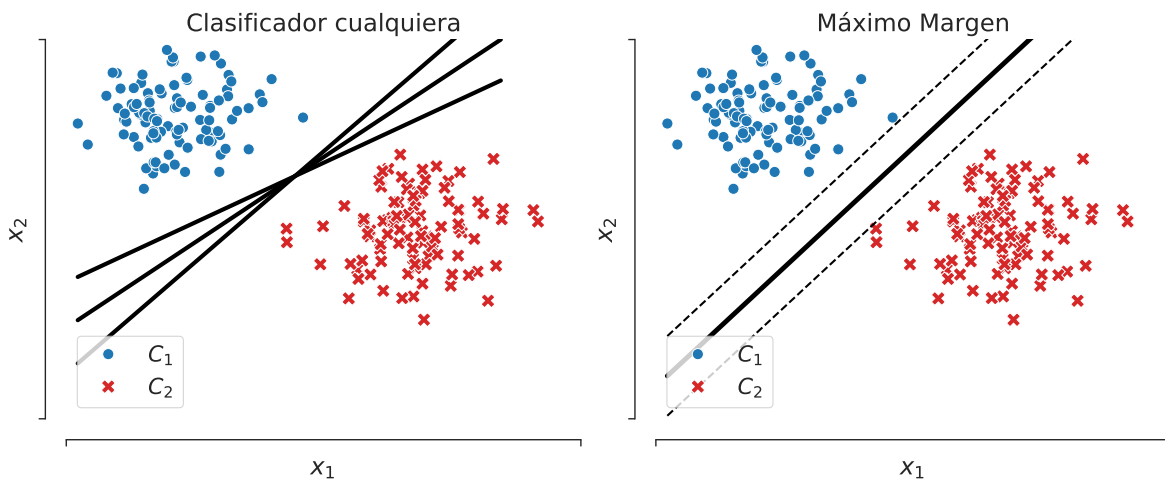 Clasificador cualquiera
x₂
C₁
C₂
x₁
Máximo Margen
x₂
C₁
C₂
x₁